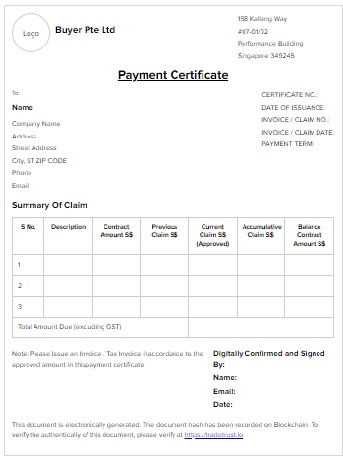 Logo
Buyer Pte Ltd
158 Kallang Way
#07-01/02
Performance Building
Singapore 349245
Payment Certificate
To:
Name
Company Name
Address
Street Address
City, ST ZIP CODE
Phone
Email
CERTIFICATE NO.:
DATE OF ISSUANCE:
INVOICE / CLAIM NO.:
INVOICE / CLAIM DATE:
PAYMENT TERM:
Summary Of Claim
S No. Description Contract Amount S$ Previous Claim S$ Current Claim S$ (Approved) Accumulative Claim S$ Balance Contract Amount S$
1
2
3
Total Amount Due (excluding GST)
Note: Please Issue an Invoice / Tax Invoice in accordance to the
approved amount in this payment certificate
Digitally Confirmed and Signed
By:
Name:
Email:
Date:
This document is electronically generated. The document hash has been recorded on Blockchain. To
verify the authentically of this document, please verify at https://tradetrust.io